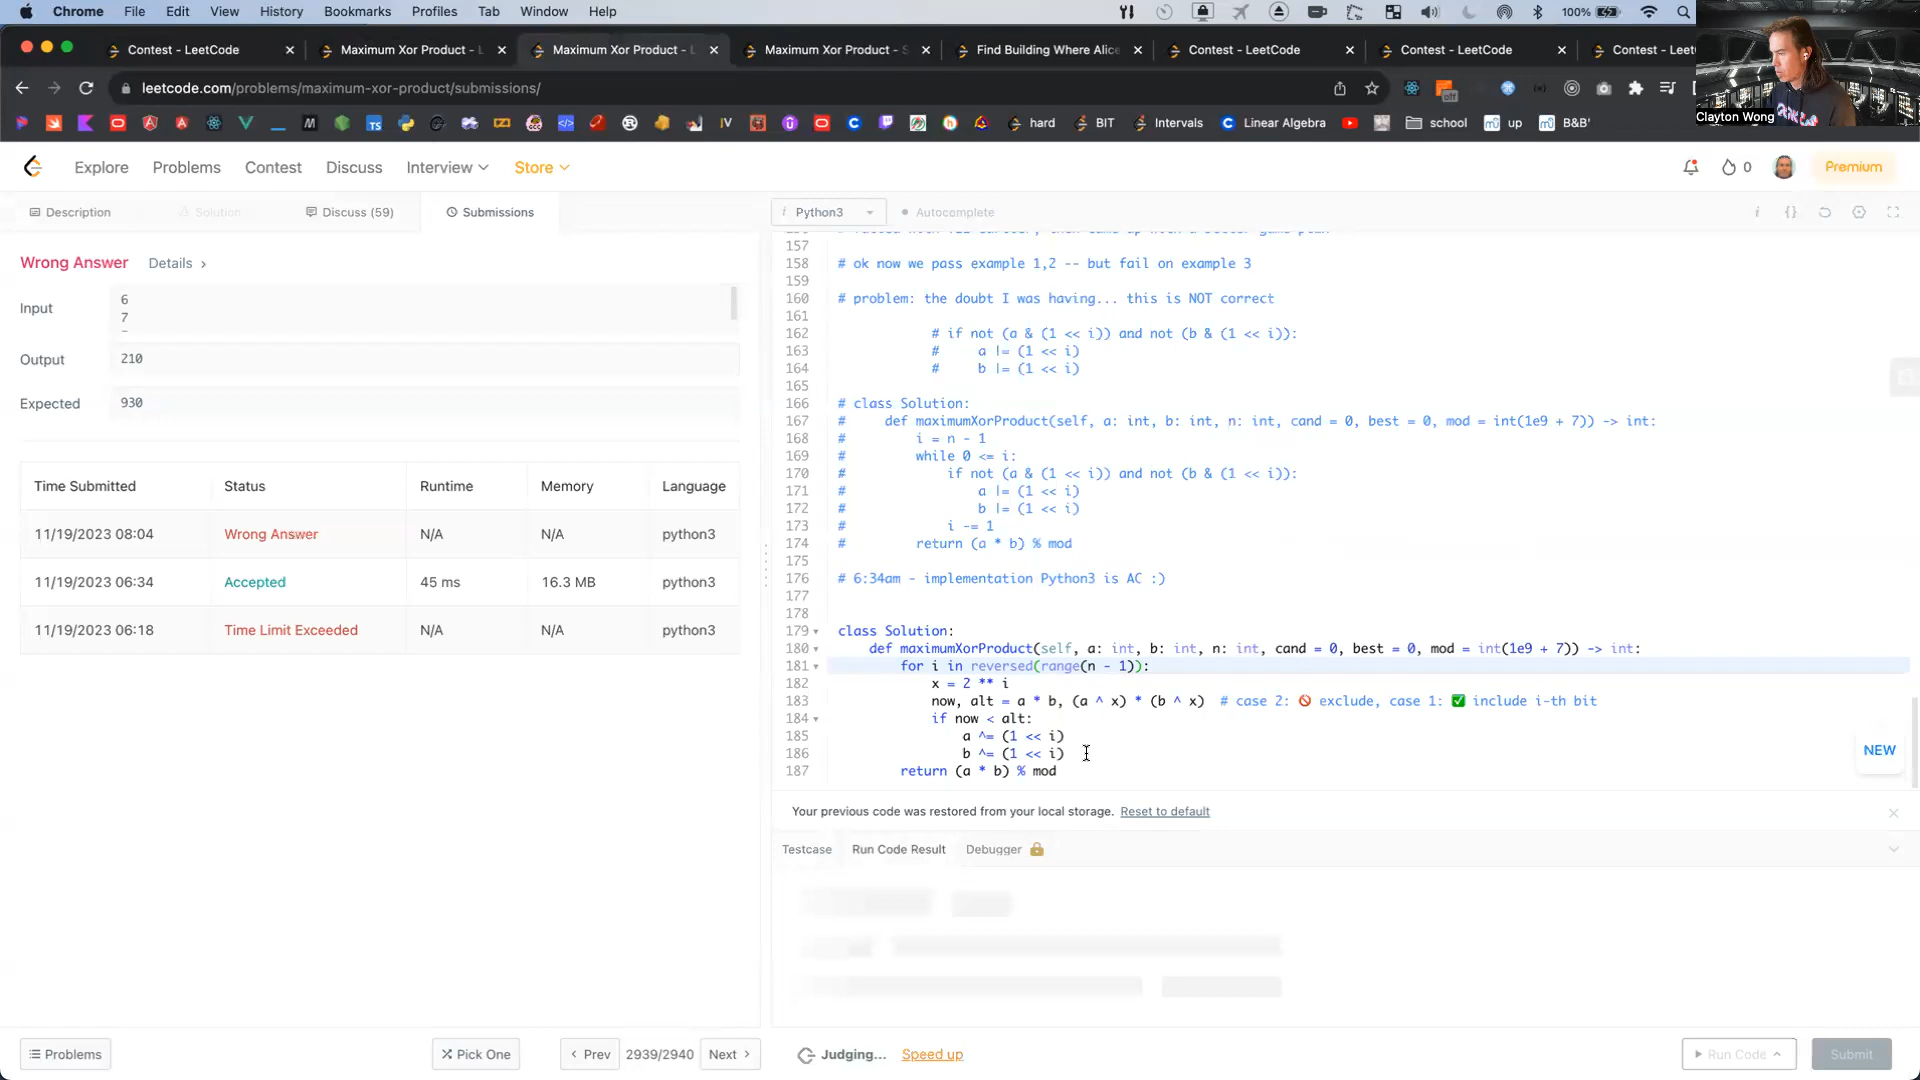 Chrome File Edit View History Bookmarks Profiles Tab Window Help 100%
Contest - LeetCode
Maximum Xor Product - L
Maximum Xor Product - L
Maximum Xor Product - S
Find Building Where Alice
Contest - LeetCode
Contest - LeetCode
Contest - LeetC
leetcode.com/problems/maximum-xor-product/submissions/
Clayton Wong
hard BIT Intervals Linear Algebra school up B&B'
Explore Problems Contest Discuss Interview Store 0 Premium
Description Solution Discuss (59) Submissions
i Python3 Autocomplete
Wrong Answer Details
Input
6
7
Output 210
Expected 930
Time Submitted Status Runtime Memory Language
11/19/2023 08:04 Wrong Answer N/A N/A python3
11/19/2023 06:34 Accepted 45 ms 16.3 MB python3
11/19/2023 06:18 Time Limit Exceeded N/A N/A python3
157
158 # ok now we pass example 1,2 -- but fail on example 3
159
160 # problem: the doubt I was having... this is NOT correct
161
162 # if not (a & (1 << i)) and not (b & (1 << i)):
163 # a |= (1 << i)
164 # b |= (1 << i)
165
166 # class Solution:
167 # def maximumXorProduct(self, a: int, b: int, n: int, cand = 0, best = 0, mod = int(1e9 + 7)) -> int:
168 # i = n - 1
169 # while 0 <= i:
170 # if not (a & (1 << i)) and not (b & (1 << i)):
171 # a |= (1 << i)
172 # b |= (1 << i)
173 # i -= 1
174 # return (a * b) % mod
175
176 # 6:34am - implementation Python3 is AC :)
177
178
179 class Solution:
180 def maximumXorProduct(self, a: int, b: int, n: int, cand = 0, best = 0, mod = int(1e9 + 7)) -> int:
181 for i in reversed(range(n - 1)):
182 x = 2 ** i
183 now, alt = a * b, (a ^ x) * (b ^ x) # case 2: 🚫 exclude, case 1: ✅ include i-th bit
184 if now < alt:
185 a ^= (1 << i)
186 b ^= (1 << i)
187 return (a * b) % mod
NEW
Your previous code was restored from your local storage. Reset to default
Testcase Run Code Result Debugger
Problems Pick One Prev 2939/2940 Next Judging... Speed up Run Code Submit